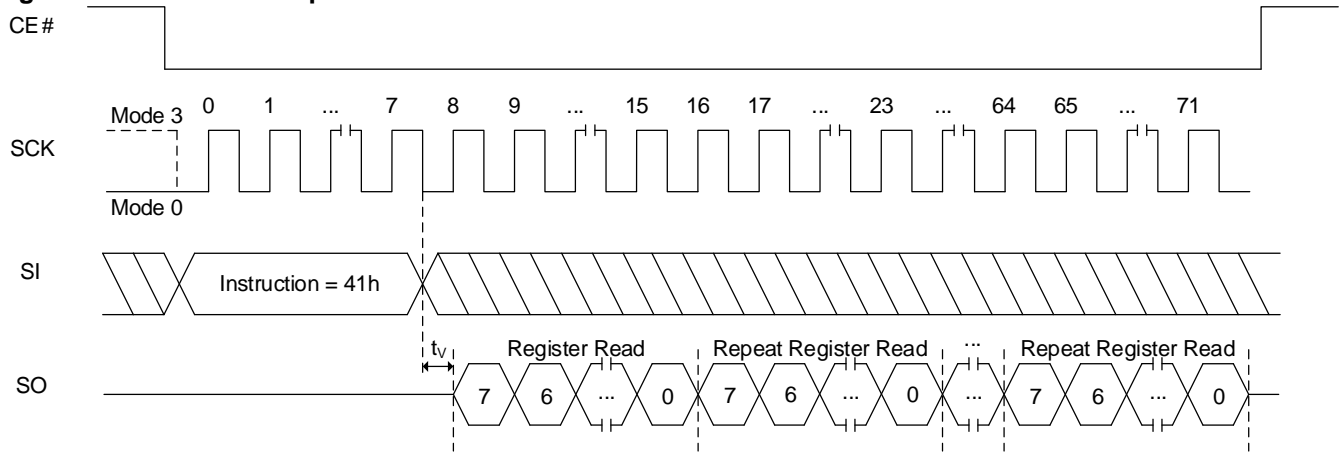 CE#
Mode 3
0 1 ... 7 8 9 ... 15 16 17 ... 23 ... 64 65 ... 71
SCK
Mode 0
SI
Instruction = 41h
tV
Register Read
Repeat Register Read
...
Repeat Register Read
SO
7 6 ... 0 7 6 ... 0 ... 7 6 ... 0